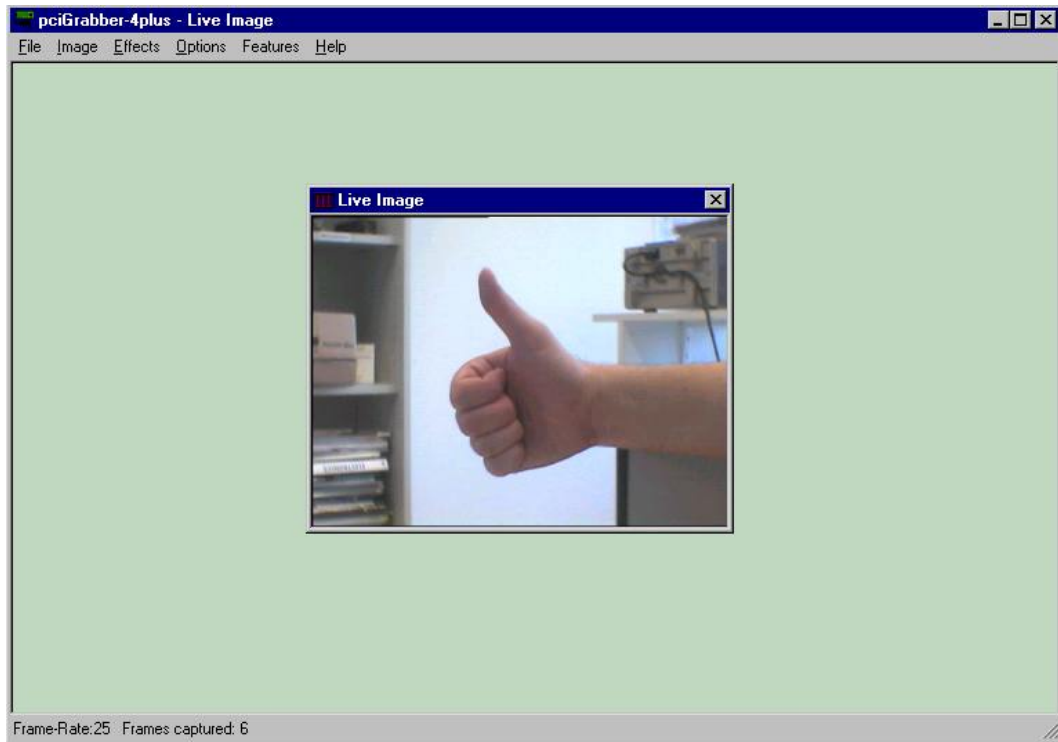 pciGrabber-4plus - Live Image
File Image Effects Options Features Help
Live Image
Frame-Rate:25 Frames captured: 6